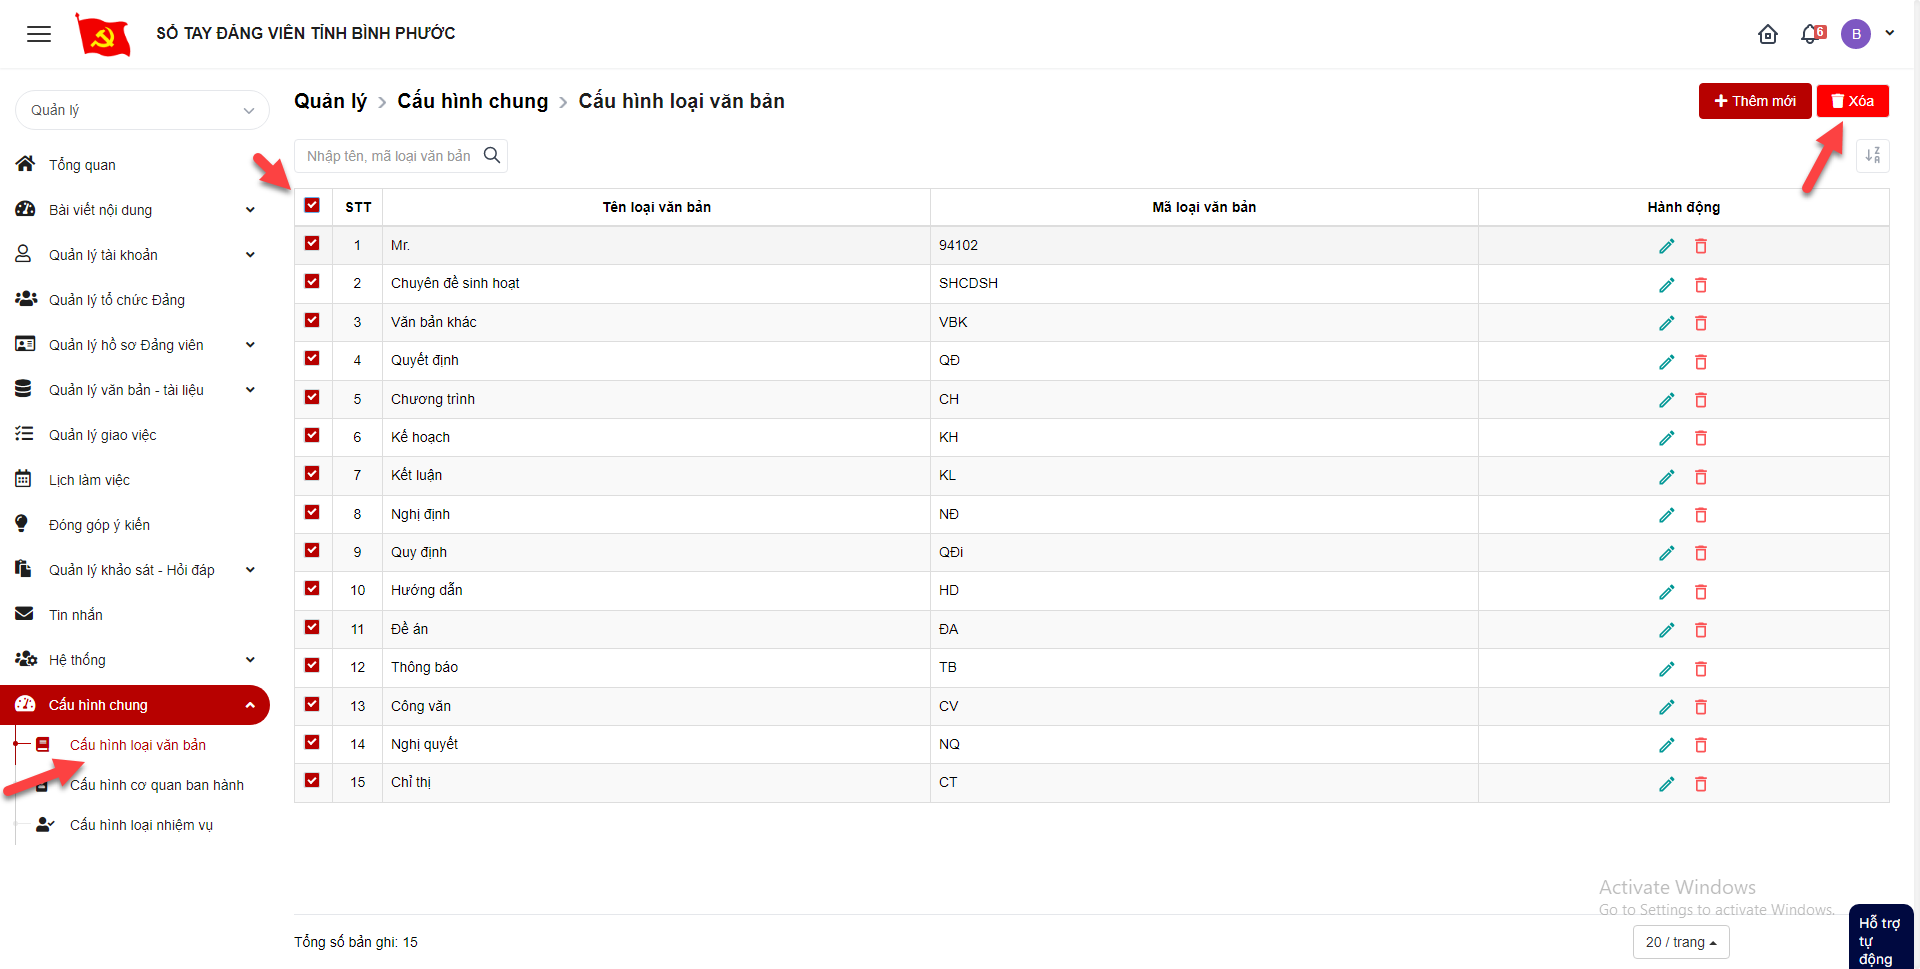 SỔ TAY ĐẢNG VIÊN TỈNH BÌNH PHƯỚC
6
B
Quản lý
Tổng quan
Bài viết nội dung
Quản lý tài khoản
Quản lý tổ chức Đảng
Quản lý hồ sơ Đảng viên
Quản lý văn bản - tài liệu
Quản lý giao việc
Lịch làm việc
Đóng góp ý kiến
Quản lý khảo sát - Hỏi đáp
Tin nhắn
Hệ thống
Cấu hình chung
Cấu hình loại văn bản
Cấu hình cơ quan ban hành
Cấu hình loại nhiệm vụ
Quản lý > Cấu hình chung > Cấu hình loại văn bản
Thêm mới
Xóa
Nhập tên, mã loại văn bản
STT Tên loại văn bản Mã loại văn bản Hành động
1 Mr. 94102
2 Chuyên đề sinh hoạt SHCDSH
3 Văn bản khác VBK
4 Quyết định QĐ
5 Chương trình CH
6 Kế hoạch KH
7 Kết luận KL
8 Nghị định NĐ
9 Quy định QĐi
10 Hướng dẫn HD
11 Đề án ĐA
12 Thông báo TB
13 Công văn CV
14 Nghị quyết NQ
15 Chỉ thị CT
Activate Windows
Go to Settings to activate Windows.
Tổng số bản ghi: 15
20 / trang
Hỗ trợ
tự
động